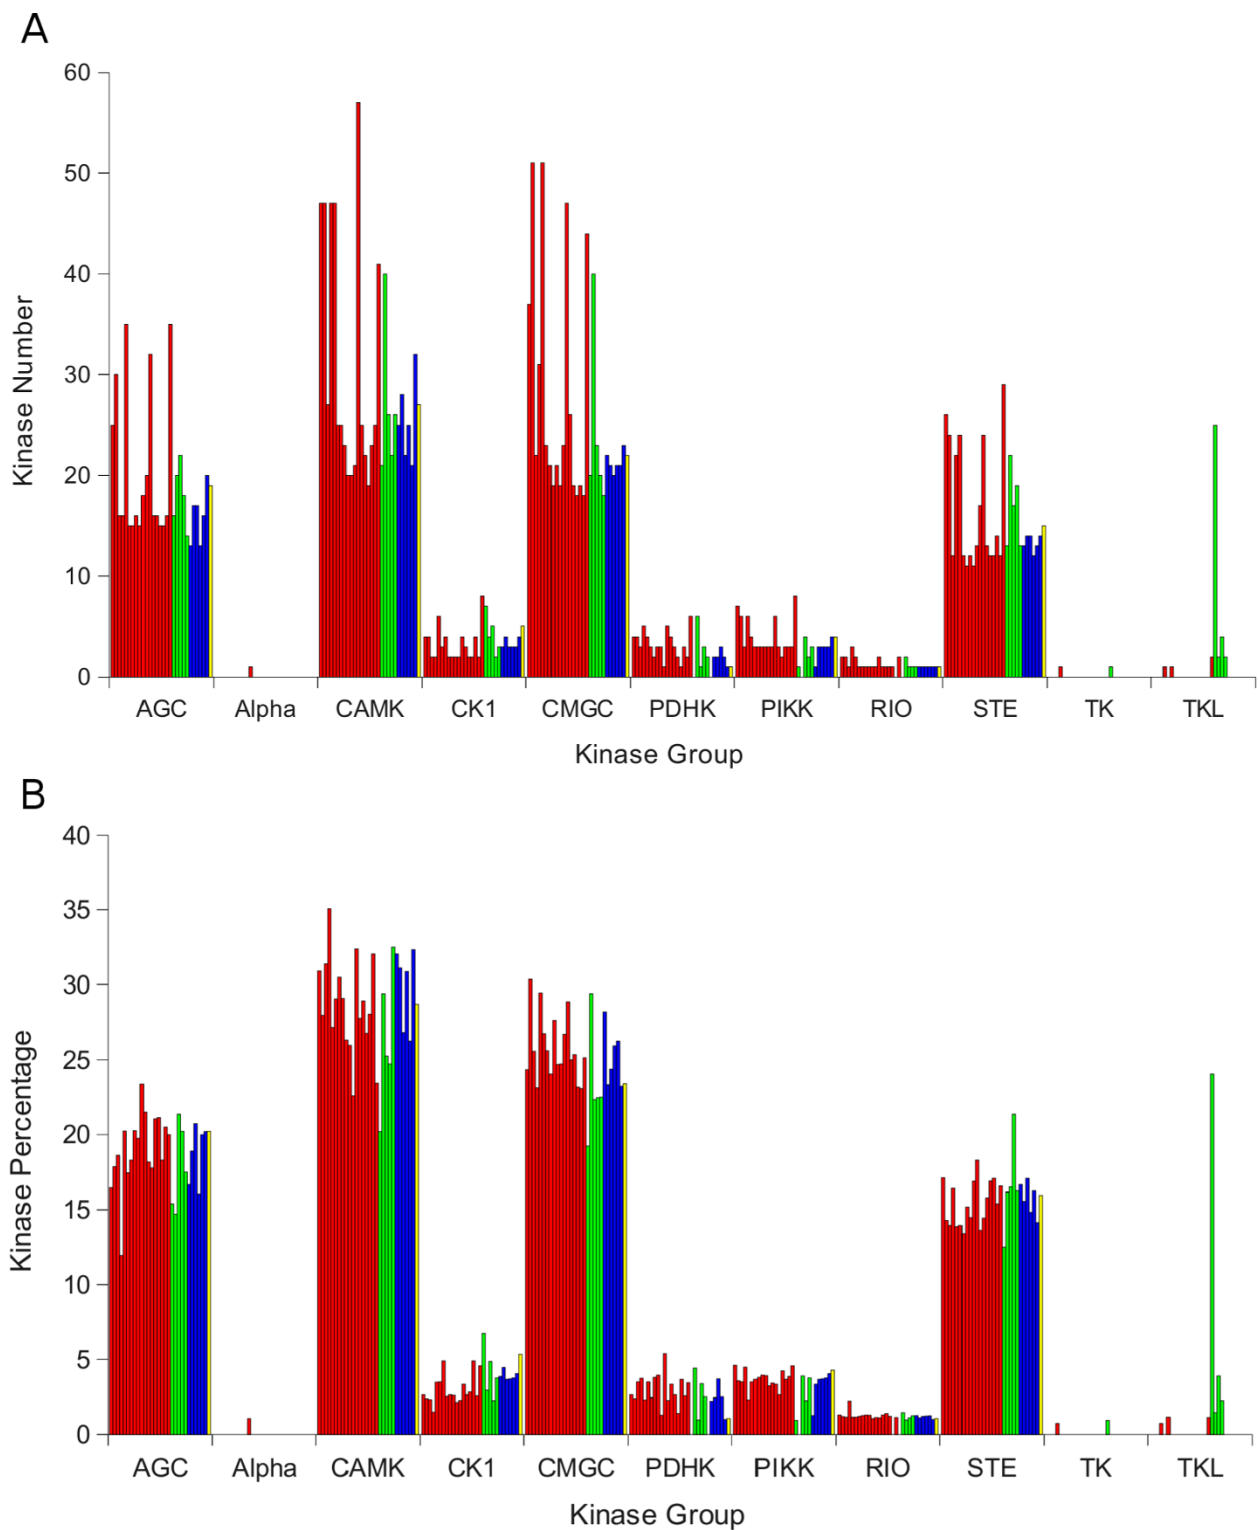 A
60
50
40
30
20
10
0
Kinase Number
AGC Alpha CAMK CK1 CMGC PDHK PIKK RIO STE TK TKL
Kinase Group
B
40
35
30
25
20
15
10
5
0
Kinase Percentage
AGC Alpha CAMK CK1 CMGC PDHK PIKK RIO STE TK TKL
Kinase Group